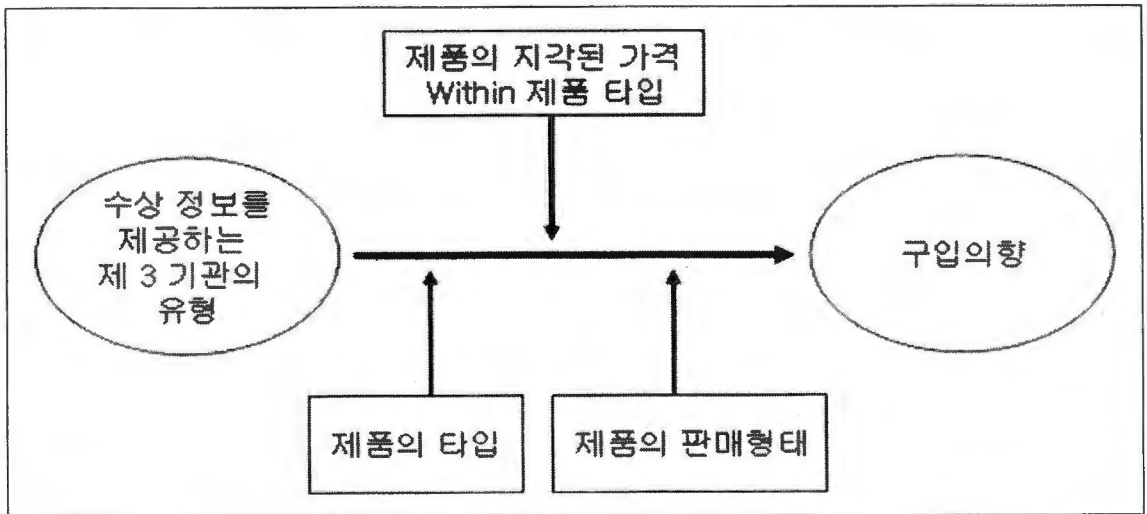 제품의 지각된 가격
Within 제품 타입
수상 정보를
제공하는
제 3 기관의
유형
구입의향
제품의 타입
제품의 판매형태